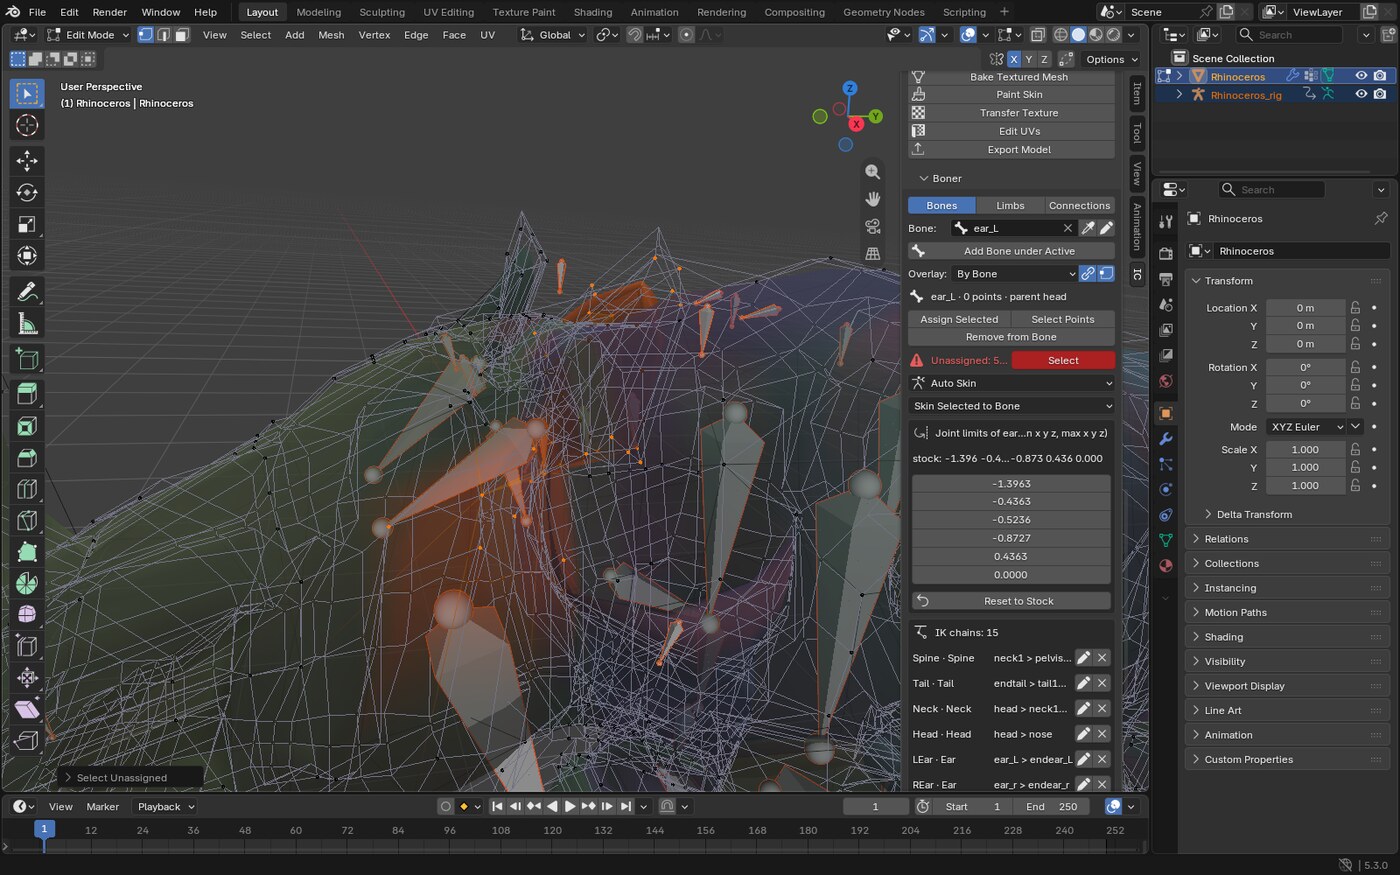 File Edit Render Window Help Layout Modeling Sculpting UV Editing Texture Paint Shading Animation Rendering Compositing Geometry Nodes Scripting + Scene ViewLayer
Edit Mode View Select Add Mesh Vertex Edge Face UV Global
X Y Z Options
User Perspective
(1) Rhinoceros | Rhinoceros
Z
Y
X
Bake Textured Mesh
Paint Skin
Transfer Texture
Edit UVs
Export Model
Boner
Bones Limbs Connections
Bone: ear_L
Add Bone under Active
Overlay: By Bone
ear_L · 0 points · parent head
Assign Selected Select Points
Remove from Bone
Unassigned: 5... Select
Auto Skin
Skin Selected to Bone
Joint limits of ear...n x y z, max x y z)
stock: -1.396 -0.4...-0.873 0.436 0.000
-1.3963
-0.4363
-0.5236
-0.8727
0.4363
0.0000
Reset to Stock
IK chains: 15
Spine · Spine neck1 > pelvis...
Tail · Tail endtail > tail1...
Neck · Neck head > neck1...
Head · Head head > nose
LEar · Ear ear_L > endear_L
REar · Ear ear_r > endear_r
Item
Tool
View
Animation
IC
Select Unassigned
Search
Scene Collection
Rhinoceros
Rhinoceros_rig
Search
Rhinoceros
Rhinoceros
Transform
Location X 0 m
Y 0 m
Z 0 m
Rotation X 0°
Y 0°
Z 0°
Mode XYZ Euler
Scale X 1.000
Y 1.000
Z 1.000
Delta Transform
Relations
Collections
Instancing
Motion Paths
Shading
Visibility
Viewport Display
Line Art
Animation
Custom Properties
View Marker Playback 1 Start 1 End 250
1 12 24 36 48 60 72 84 96 108 120 132 144 156 168 180 192 204 216 228 240 252
5.3.0